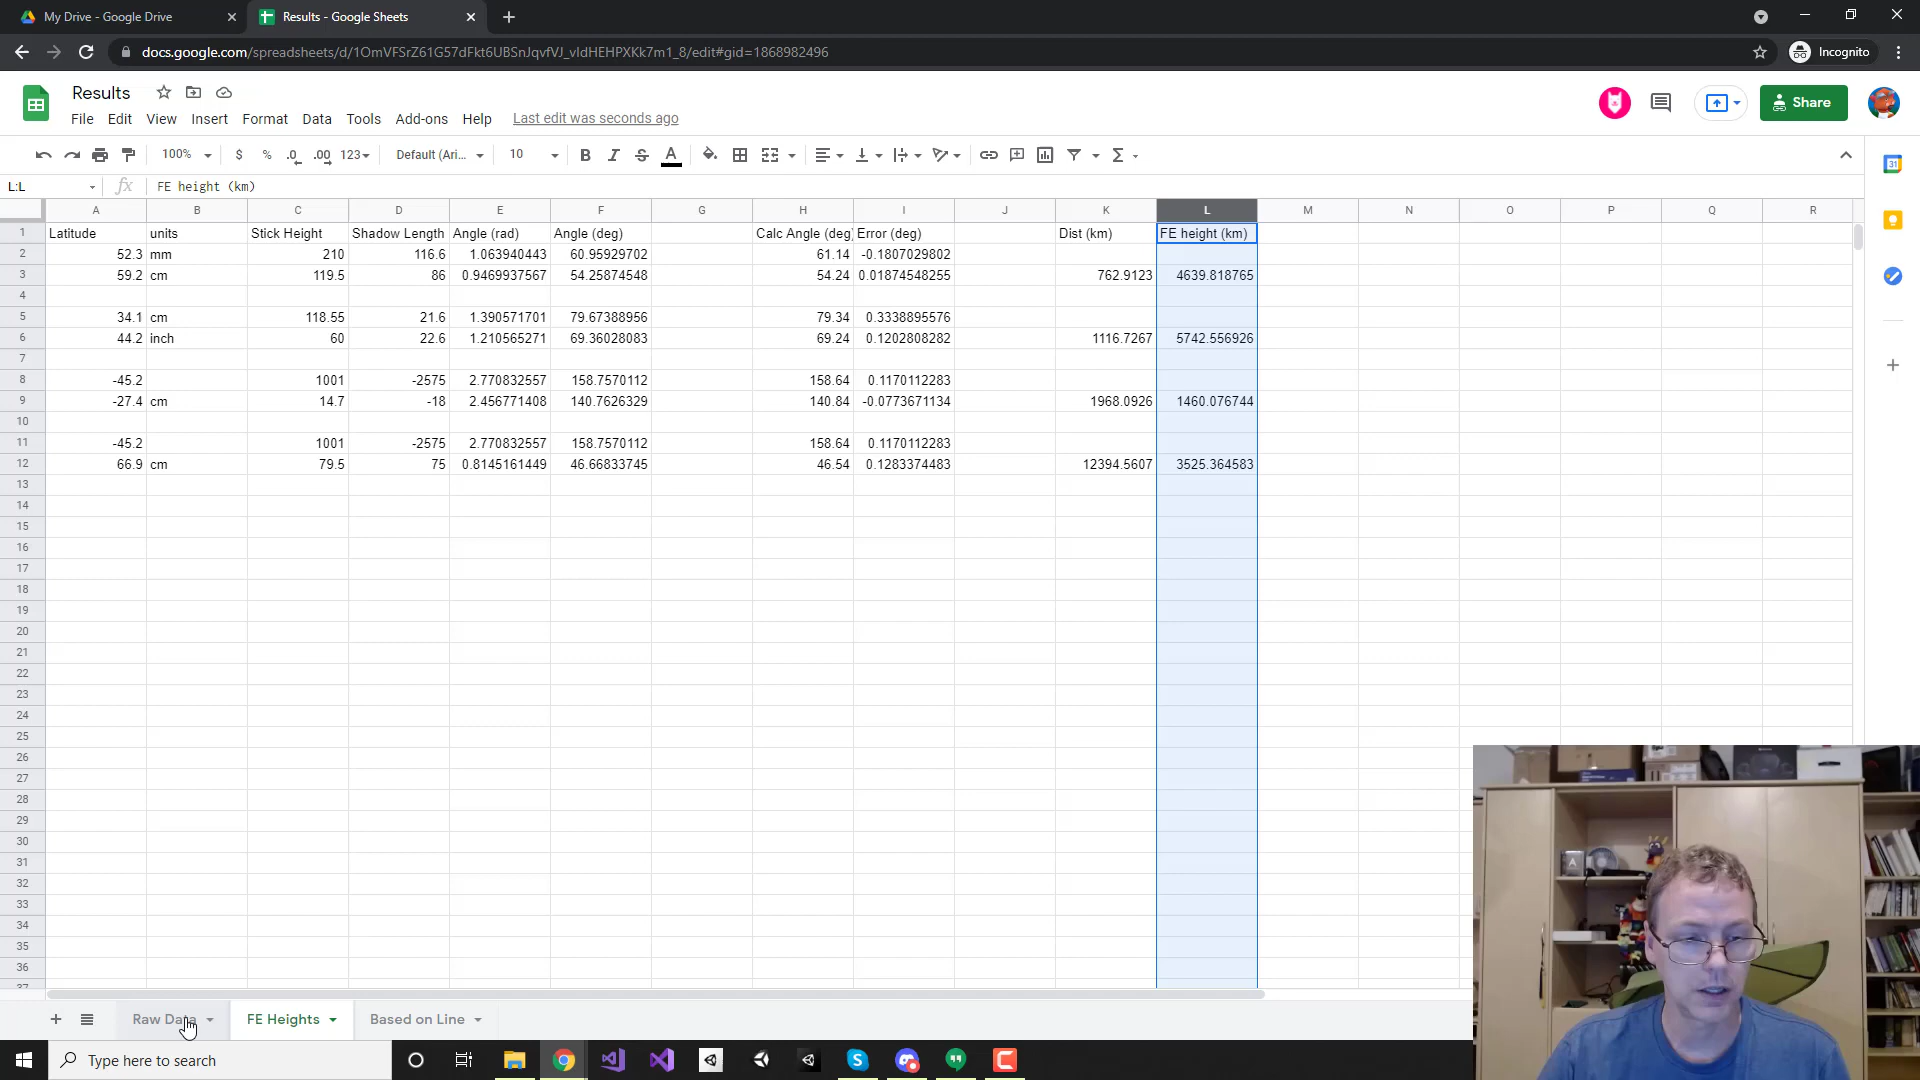 My Drive - Google Drive
Results - Google Sheets
docs.google.com/spreadsheets/d/1OmVFSrZ61G57dFkt6UBSnJqvfVJ_vIdHEHPXKk7m1_8/edit#gid=1868982496
Incognito
Results
Share
File Edit View Insert Format Data Tools Add-ons Help Last edit was seconds ago
100% $ % .0 .00 123 Default (Ari... 10 B I S A Σ
L:L fx FE height (km)
A B C D E F G H I J K L M N O P Q R
1 Latitude units Stick Height Shadow Length Angle (rad) Angle (deg) Calc Angle (deg) Error (deg) Dist (km) FE height (km)
2 52.3 mm 210 116.6 1.063940443 60.95929702 61.14 -0.1807029802
3 59.2 cm 119.5 86 0.9469937567 54.25874548 54.24 0.01874548255 762.9123 4639.818765
4
5 34.1 cm 118.55 21.6 1.390571701 79.67388956 79.34 0.3338895576
6 44.2 inch 60 22.6 1.210565271 69.36028083 69.24 0.1202808282 1116.7267 5742.556926
7
8 -45.2 1001 -2575 2.770832557 158.7570112 158.64 0.1170112283
9 -27.4 cm 14.7 -18 2.456771408 140.7626329 140.84 -0.0773671134 1968.0926 1460.076744
10
11 -45.2 1001 -2575 2.770832557 158.7570112 158.64 0.1170112283
12 66.9 cm 79.5 75 0.8145161449 46.66833745 46.54 0.1283374483 12394.5607 3525.364583
13
14
15
16
17
18
19
20
21
22
23
24
25
26
27
28
29
30
31
32
33
34
35
36
37
Raw Data FE Heights Based on Line
Type here to search
31